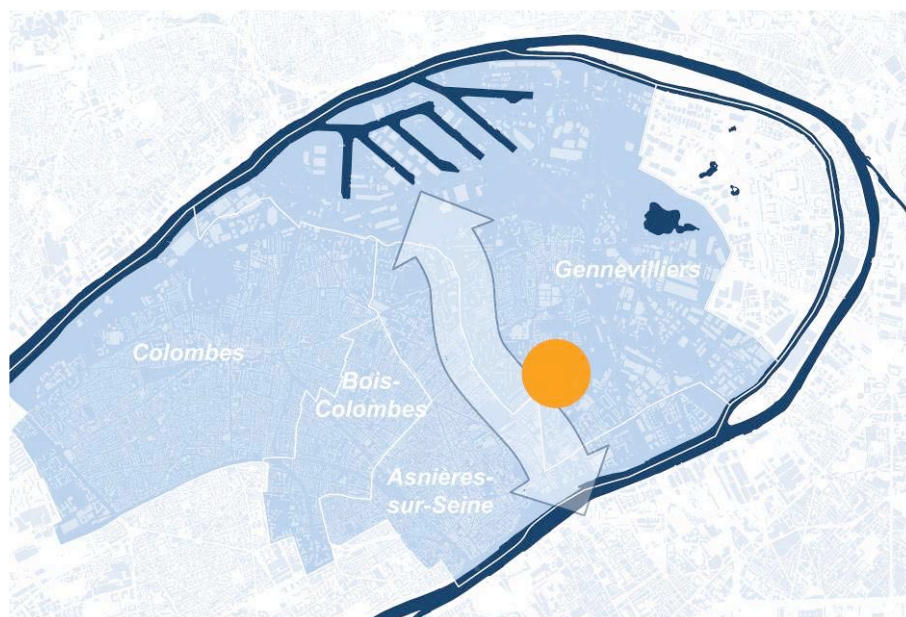 Gennevilliers
Colombes
Bois-
Colombes
Asnières-
sur-Seine